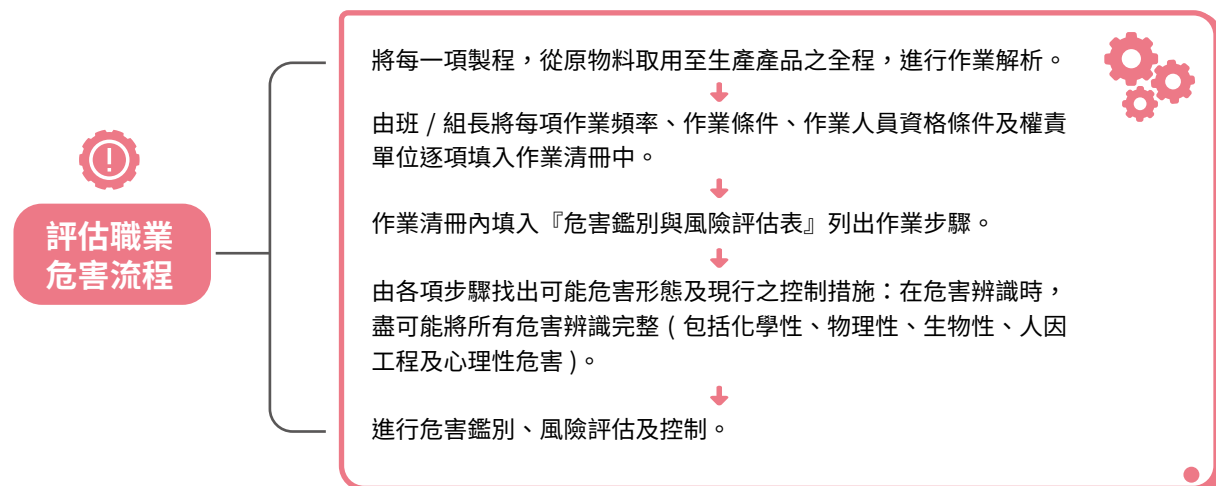 評估職業
危害流程
將每一項製程，從原物料取用至生產產品之全程，進行作業解析。
由班 / 組長將每項作業頻率、作業條件、作業人員資格條件及權責
單位逐項填入作業清冊中。
作業清冊內填入『危害鑑別與風險評估表』列出作業步驟。
由各項步驟找出可能危害形態及現行之控制措施：在危害辨識時，
盡可能將所有危害辨識完整 ( 包括化學性、物理性、生物性、人因
工程及心理性危害 )。
進行危害鑑別、風險評估及控制。